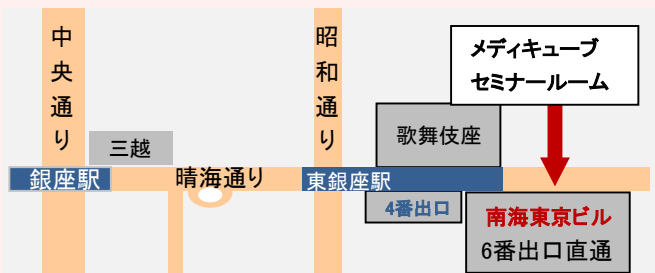 中央通り
昭和通り
メディキューブ
セミナールーム
三越
歌舞伎座
銀座駅
晴海通り
東銀座駅
4番出口
南海東京ビル
6番出口直通